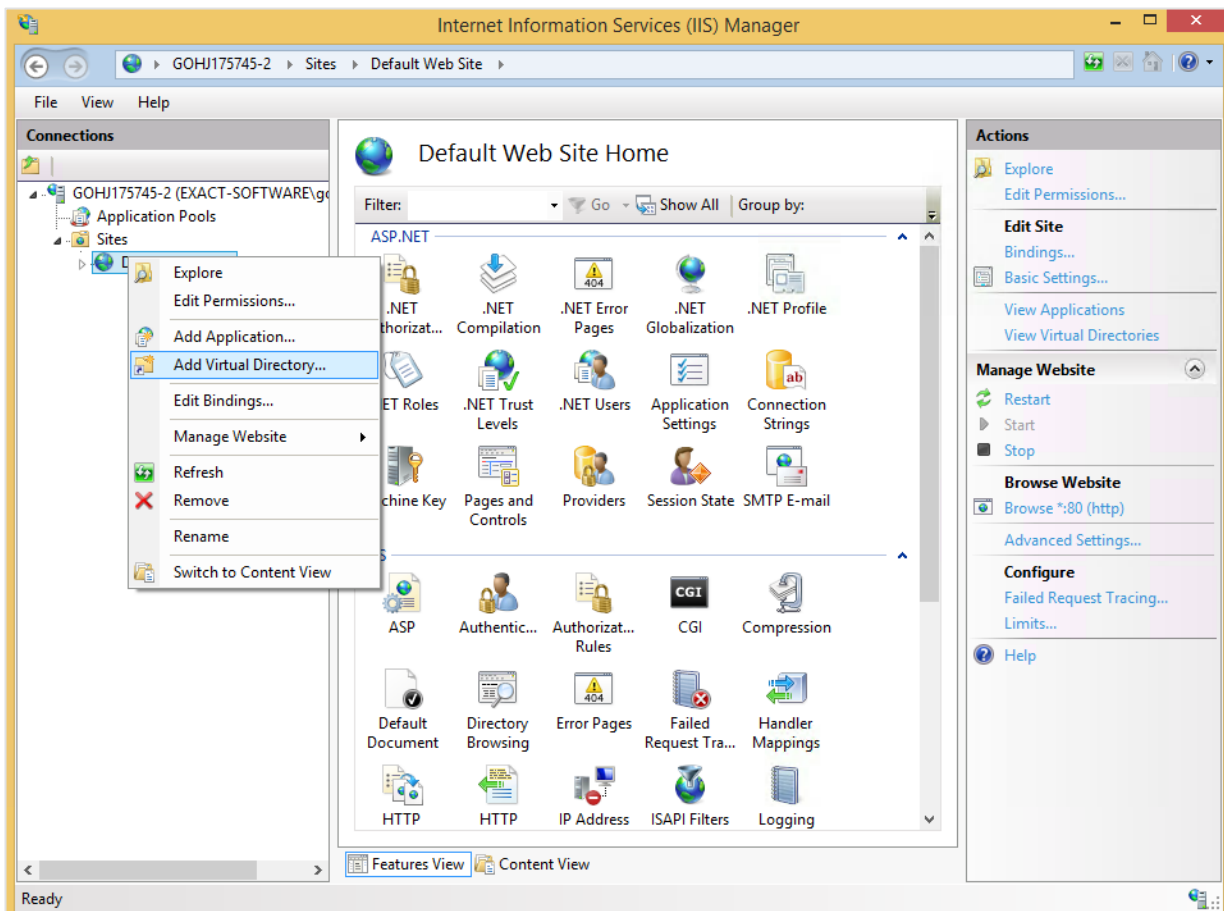 Internet Information Services (IIS) Manager
GOHJ175745-2 Sites Default Web Site
File View Help
Connections
GOHJ175745-2 (EXACT-SOFTWARE\go
Application Pools
Sites
Explore
Edit Permissions...
Add Application...
Add Virtual Directory...
Edit Bindings...
Manage Website
Refresh
Remove
Rename
Switch to Content View
Default Web Site Home
Filter: Go Show All Group by:
ASP.NET
.NET
thorizat...
.NET
Compilation
.NET Error
Pages
.NET
Globalization
.NET Profile
ET Roles
.NET Trust
Levels
.NET Users
Application
Settings
Connection
Strings
chine Key
Pages and
Controls
Providers
Session State
SMTP E-mail
S
ASP
Authentic...
Authorizat...
Rules
CGI
CGI
Compression
Default
Document
Directory
Browsing
Error Pages
Failed
Request Tra...
Handler
Mappings
HTTP
HTTP
IP Address
ISAPI Filters
Logging
Features View Content View
Actions
Explore
Edit Permissions...
Edit Site
Bindings...
Basic Settings...
View Applications
View Virtual Directories
Manage Website
Restart
Start
Stop
Browse Website
Browse *:80 (http)
Advanced Settings...
Configure
Failed Request Tracing...
Limits...
Help
Ready